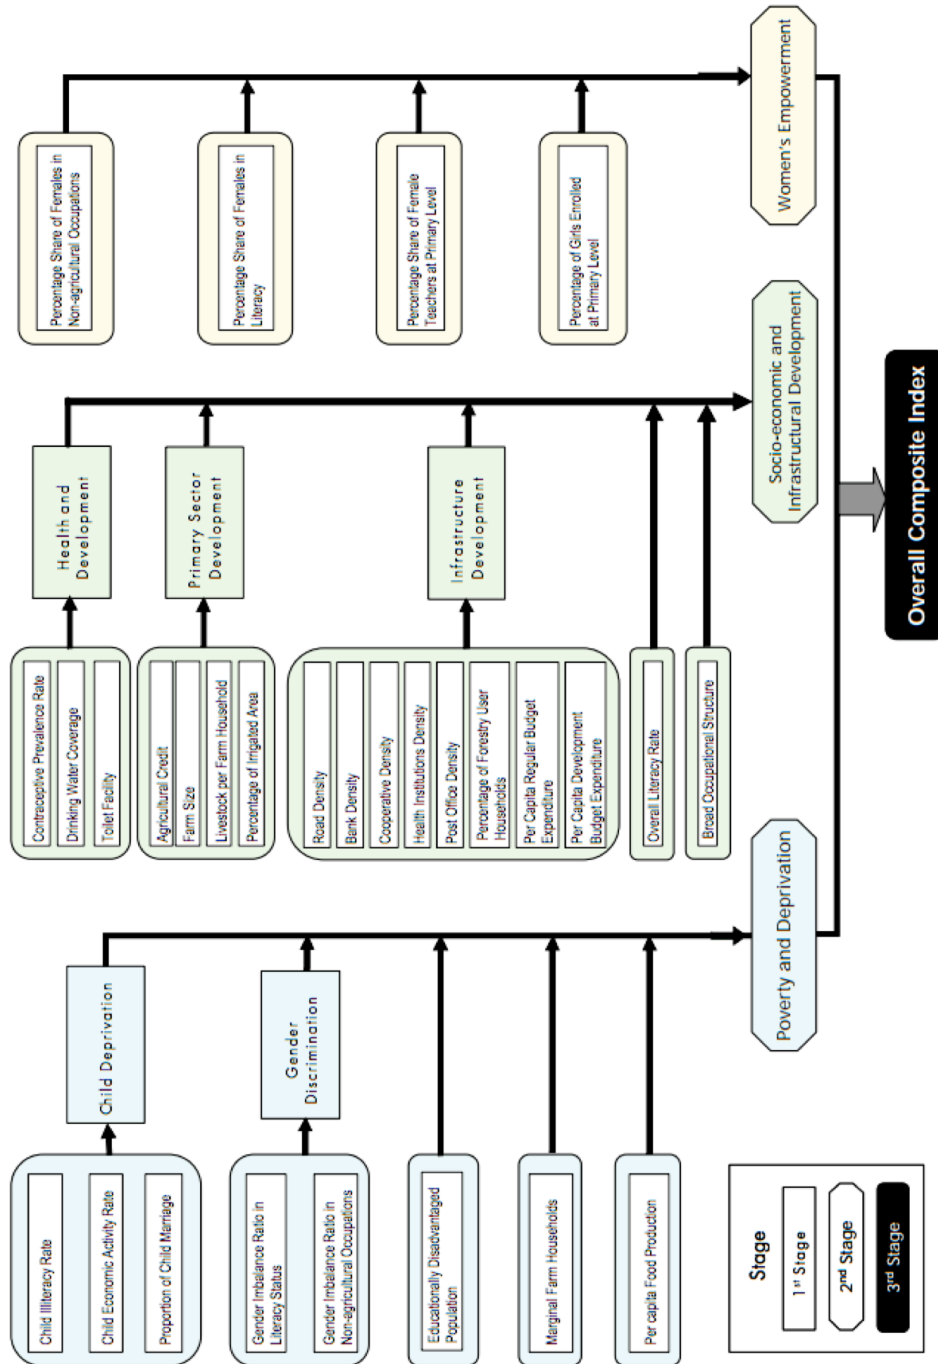 Child Illiteracy Rate
Child Economic Activity Rate
Proportion of Child Marriage
Child Deprivation
Gender Imbalance Ratio in
Literacy Status
Gender Imbalance Ratio in
Non-agricultural Occupations
Gender
Discrimination
Educationally Disadvantaged
Population
Marginal Farm Households
Per capita Food Production
Poverty and Deprivation
Contraceptive Prevalence Rate
Drinking Water Coverage
Toilet Facility
Health and
Development
Agricultural Credit
Farm Size
Livestock per Farm Household
Percentage of Irrigated Area
Primary Sector
Development
Road Density
Bank Density
Cooperative Density
Health Institutions Density
Post Office Density
Percentage of Forestry User
Households
Per Capita Regular Budget
Expenditure
Per Capita Development
Budget Expenditure
Infrastructure
Development
Overall Literacy Rate
Broad Occupational Structure
Socio-economic and
Infrastructural Development
Percentage Share of Females in
Non-agricultural Occupations
Percentage Share of Females in
Literacy
Percentage Share of Female
Teachers at Primary Level
Percentage of Girls Enrolled
at Primary Level
Women's Empowerment
Overall Composite Index
Stage
1st Stage
2nd Stage
3rd Stage